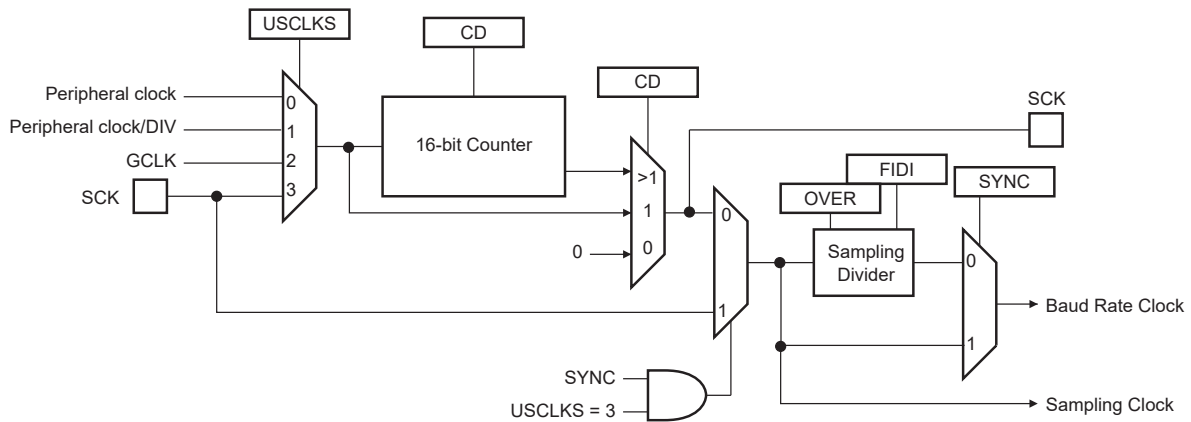 USCLKS
CD
CD
Peripheral clock
0
Peripheral clock/DIV
1
16-bit Counter
GCLK
2
SCK
3
>1
1
0
0
SCK
FIDI
OVER
SYNC
0
Sampling
Divider
0
1
Baud Rate Clock
1
SYNC
USCLKS = 3
Sampling Clock